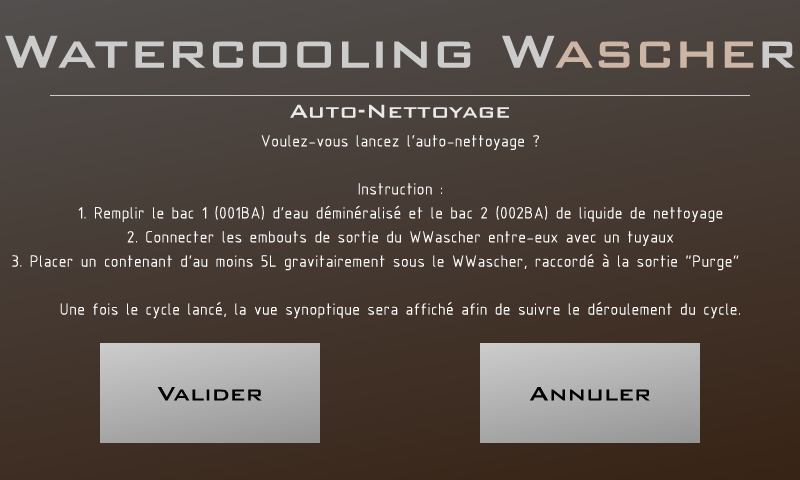 Watercooling Wascher
Auto-Nettoyage
Voulez-vous lancez l'auto-nettoyage ?
Instruction :
1. Remplir le bac 1 (001BA) d'eau déminéralisé et le bac 2 (002BA) de liquide de nettoyage
2. Connecter les embouts de sortie du WWascher entre-eux avec un tuyaux
3. Placer un contenant d'au moins 5L gravitairement sous le WWascher, raccordé à la sortie "Purge"
Une fois le cycle lancé, la vue synoptique sera affiché afin de suivre le déroulement du cycle.
Valider
Annuler